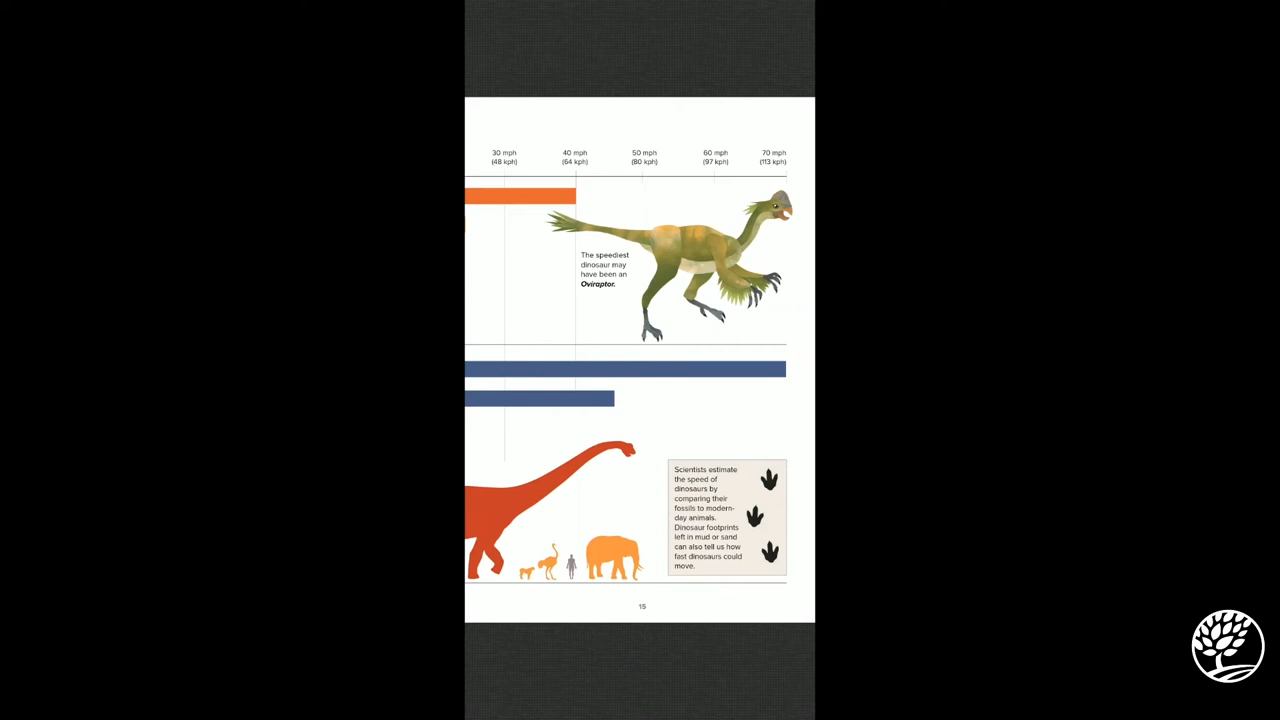 30 mph 40 mph 50 mph 60 mph 70 mph
(48 kph) (64 kph) (80 kph) (97 kph) (113 kph)
The speediest
dinosaur may
have been an
Oviraptor.
Scientists estimate
the speed of
dinosaurs by
comparing their
fossils to modern-
day animals.
Dinosaur footprints
left in mud or sand
can also tell us how
fast dinosaurs could
move.
15